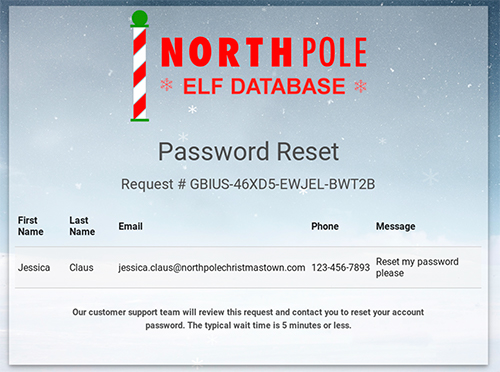 NORTH POLE
ELF DATABASE
Password Reset
Request # GBIUS-46XD5-EWJEL-BWT2B
First Name Last Name Email Phone Message
Jessica Claus jessica.claus@northpolechristmastown.com 123-456-7893 Reset my password please
Our customer support team will review this request and contact you to reset your account
password. The typical wait time is 5 minutes or less.